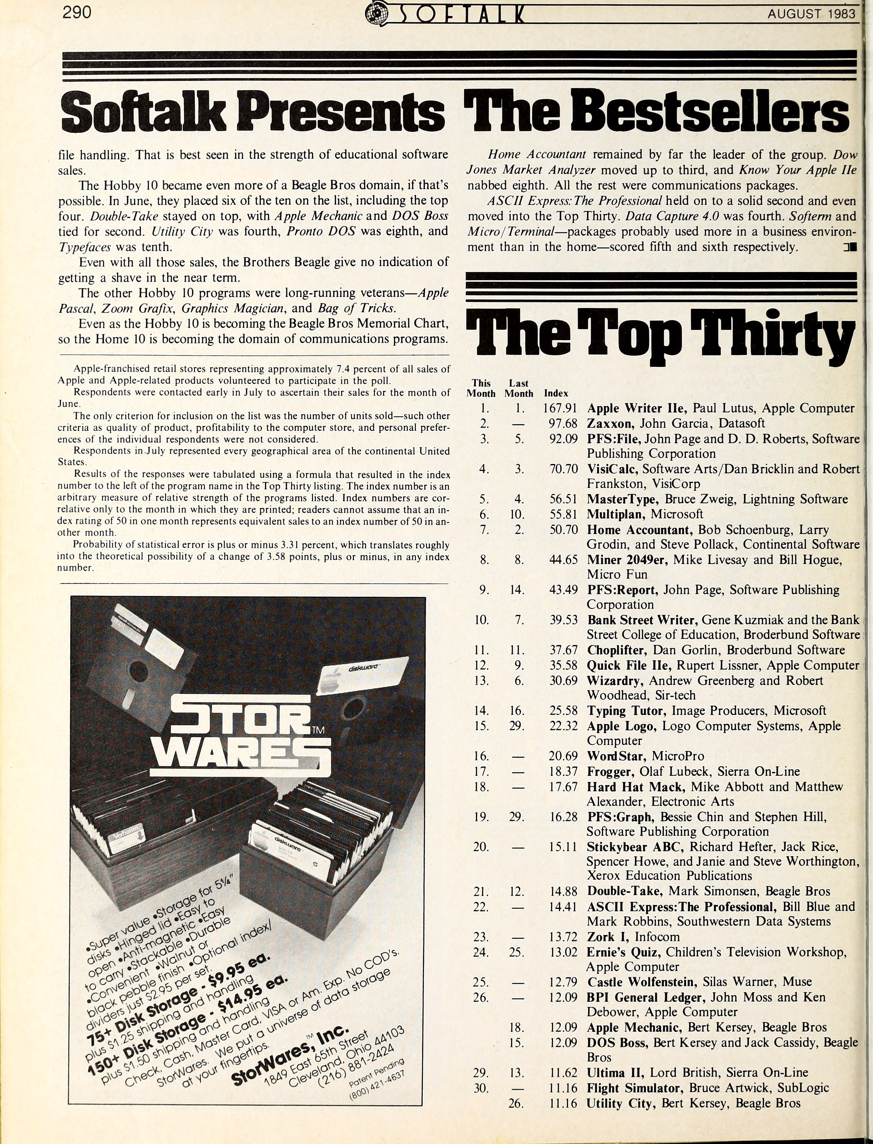 290
SOFTALK
AUGUST 1983
Softalk Presents The Bestsellers
file handling. That is best seen in the strength of educational software
sales.
The Hobby 10 became even more of a Beagle Bros domain, if that's
possible. In June, they placed six of the ten on the list, including the top
four. Double-Take stayed on top, with Apple Mechanic and DOS Boss
tied for second. Utility City was fourth, Pronto DOS was eighth, and
Typefaces was tenth.
Even with all those sales, the Brothers Beagle give no indication of
getting a shave in the near term.
The other Hobby 10 programs were long-running veterans—Apple
Pascal, Zoom Grafix, Graphics Magician, and Bag of Tricks.
Even as the Hobby 10 is becoming the Beagle Bros Memorial Chart,
so the Home 10 is becoming the domain of communications programs.
Home Accountant remained by far the leader of the group. Dow
Jones Market Analyzer moved up to third, and Know Your Apple IIe
nabbed eighth. All the rest were communications packages.
ASCII Express:The Professional held on to a solid second and even
moved into the Top Thirty. Data Capture 4.0 was fourth. Softerm and
Micro/Terminal—packages probably used more in a business environ-
ment than in the home—scored fifth and sixth respectively.
Apple-franchised retail stores representing approximately 7.4 percent of all sales of
Apple and Apple-related products volunteered to participate in the poll.
Respondents were contacted early in July to ascertain their sales for the month of
June.
The only criterion for inclusion on the list was the number of units sold—such other
criteria as quality of product, profitability to the computer store, and personal prefer-
ences of the individual respondents were not considered.
Respondents in July represented every geographical area of the continental United
States.
Results of the responses were tabulated using a formula that resulted in the index
number to the left of the program name in the Top Thirty listing. The index number is an
arbitrary measure of relative strength of the programs listed. Index numbers are cor-
relative only to the month in which they are printed; readers cannot assume that an in-
dex rating of 50 in one month represents equivalent sales to an index number of 50 in an-
other month.
Probability of statistical error is plus or minus 3.31 percent, which translates roughly
into the theoretical possibility of a change of 3.58 points, plus or minus, in any index
number.
diskware
STOR
WARES TM
diskware
•Super value •Storage for 5¼"
disks •Hinged lid •Easy to
open •Anti-magnetic •Easy
to carry •Stackable •Durable
•Convenient •Walnut or
black pebble finish •Optional index/
dividers just $2.95 per set.
75+ Disk Storage - $9.95 ea.
plus $1.25 shipping and handling
150+ Disk Storage - $14.95 ea.
plus $1.50 shipping and handling
Check, Cash, Master Card, VISA or Am. Exp. No COD's.
StorWares. We put a universe of data storage
at your fingertips.™
StorWares, Inc.
1849 East 65th Street
Cleveland, Ohio 44103
(216) 881-2424
Patent Pending
(800) 421-4637
The Top Thirty
This Last
Month Month Index
1. 1. 167.91 Apple Writer IIe, Paul Lutus, Apple Computer
2. — 97.68 Zaxxon, John Garcia, Datasoft
3. 5. 92.09 PFS:File, John Page and D. D. Roberts, Software
Publishing Corporation
4. 3. 70.70 VisiCalc, Software Arts/Dan Bricklin and Robert
Frankston, VisiCorp
5. 4. 56.51 MasterType, Bruce Zweig, Lightning Software
6. 10. 55.81 Multiplan, Microsoft
7. 2. 50.70 Home Accountant, Bob Schoenburg, Larry
Grodin, and Steve Pollack, Continental Software
8. 8. 44.65 Miner 2049er, Mike Livesay and Bill Hogue,
Micro Fun
9. 14. 43.49 PFS:Report, John Page, Software Publishing
Corporation
10. 7. 39.53 Bank Street Writer, Gene Kuzmiak and the Bank
Street College of Education, Broderbund Software
11. 11. 37.67 Choplifter, Dan Gorlin, Broderbund Software
12. 9. 35.58 Quick File IIe, Rupert Lissner, Apple Computer
13. 6. 30.69 Wizardry, Andrew Greenberg and Robert
Woodhead, Sir-tech
14. 16. 25.58 Typing Tutor, Image Producers, Microsoft
15. 29. 22.32 Apple Logo, Logo Computer Systems, Apple
Computer
16. — 20.69 WordStar, MicroPro
17. — 18.37 Frogger, Olaf Lubeck, Sierra On-Line
18. — 17.67 Hard Hat Mack, Mike Abbott and Matthew
Alexander, Electronic Arts
19. 29. 16.28 PFS:Graph, Bessie Chin and Stephen Hill,
Software Publishing Corporation
20. — 15.11 Stickybear ABC, Richard Hefter, Jack Rice,
Spencer Howe, and Janie and Steve Worthington,
Xerox Education Publications
21. 12. 14.88 Double-Take, Mark Simonsen, Beagle Bros
22. — 14.41 ASCII Express:The Professional, Bill Blue and
Mark Robbins, Southwestern Data Systems
23. — 13.72 Zork I, Infocom
24. 25. 13.02 Ernie's Quiz, Children's Television Workshop,
Apple Computer
25. — 12.79 Castle Wolfenstein, Silas Warner, Muse
26. — 12.09 BPI General Ledger, John Moss and Ken
Debower, Apple Computer
18. 12.09 Apple Mechanic, Bert Kersey, Beagle Bros
15. 12.09 DOS Boss, Bert Kersey and Jack Cassidy, Beagle
Bros
29. 13. 11.62 Ultima II, Lord British, Sierra On-Line
30. — 11.16 Flight Simulator, Bruce Artwick, SubLogic
26. 11.16 Utility City, Bert Kersey, Beagle Bros